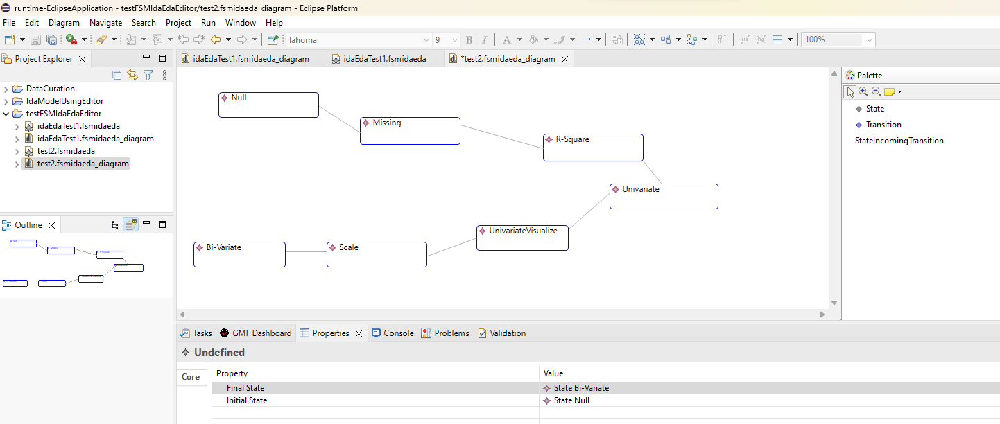 runtime-EclipseApplication - testFSMIdaEdaEditor/test2.fsmidaeda_diagram - Eclipse Platform
File Edit Diagram Navigate Search Project Run Window Help
Tahoma 9 B I A 100%
Project Explorer
DataCuration
IdaModelUsingEditor
testFSMIdaEdaEditor
idaEdaTest1.fsmidaeda
idaEdaTest1.fsmidaeda_diagram
test2.fsmidaeda
test2.fsmidaeda_diagram
Outline
idaEdaTest1.fsmidaeda_diagram idaEdaTest1.fsmidaeda *test2.fsmidaeda_diagram
Null
Missing
R-Square
Univariate
UnivariateVisualize
Bi-Variate Scale
Palette
State
Transition
StateIncomingTransition
Tasks GMF Dashboard Properties Console Problems Validation
Undefined
Core
Property Value
Final State State Bi-Variate
Initial State State Null